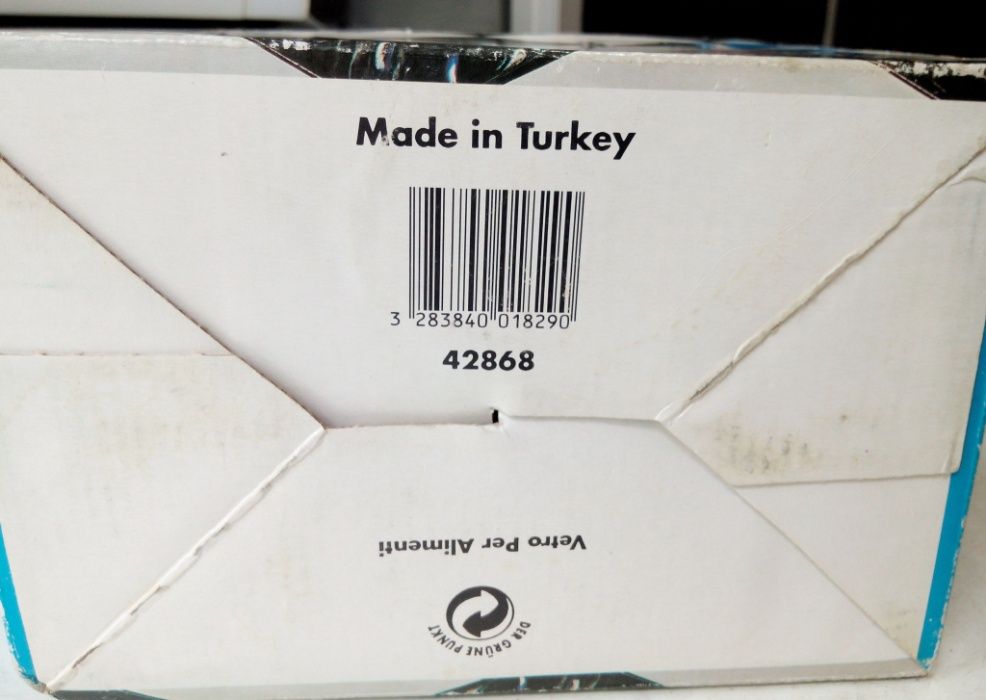 Made in Turkey
3 283840 018290
42868
Vetro Per Alimenti
DER GRÜNE PUNKT